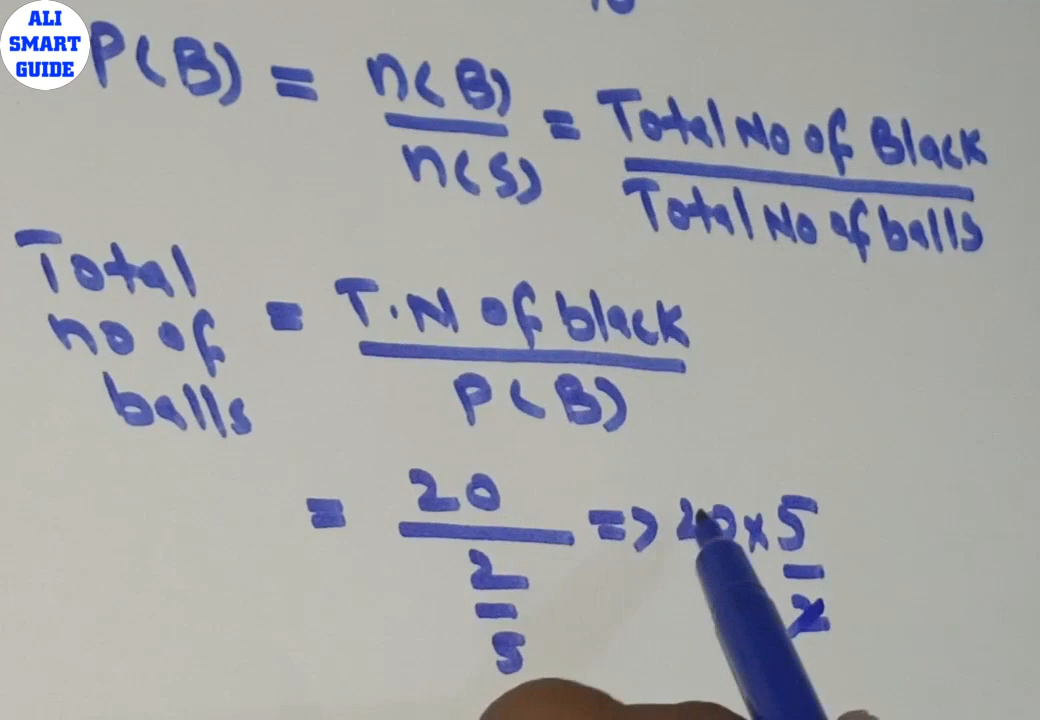 ALI
SMART
GUIDE
P(B) = n(B)/n(S) = Total No of Black/Total No of balls
Total no of balls = T.N of black/P(B)
= 20/(2/5) => 20 x 5/2